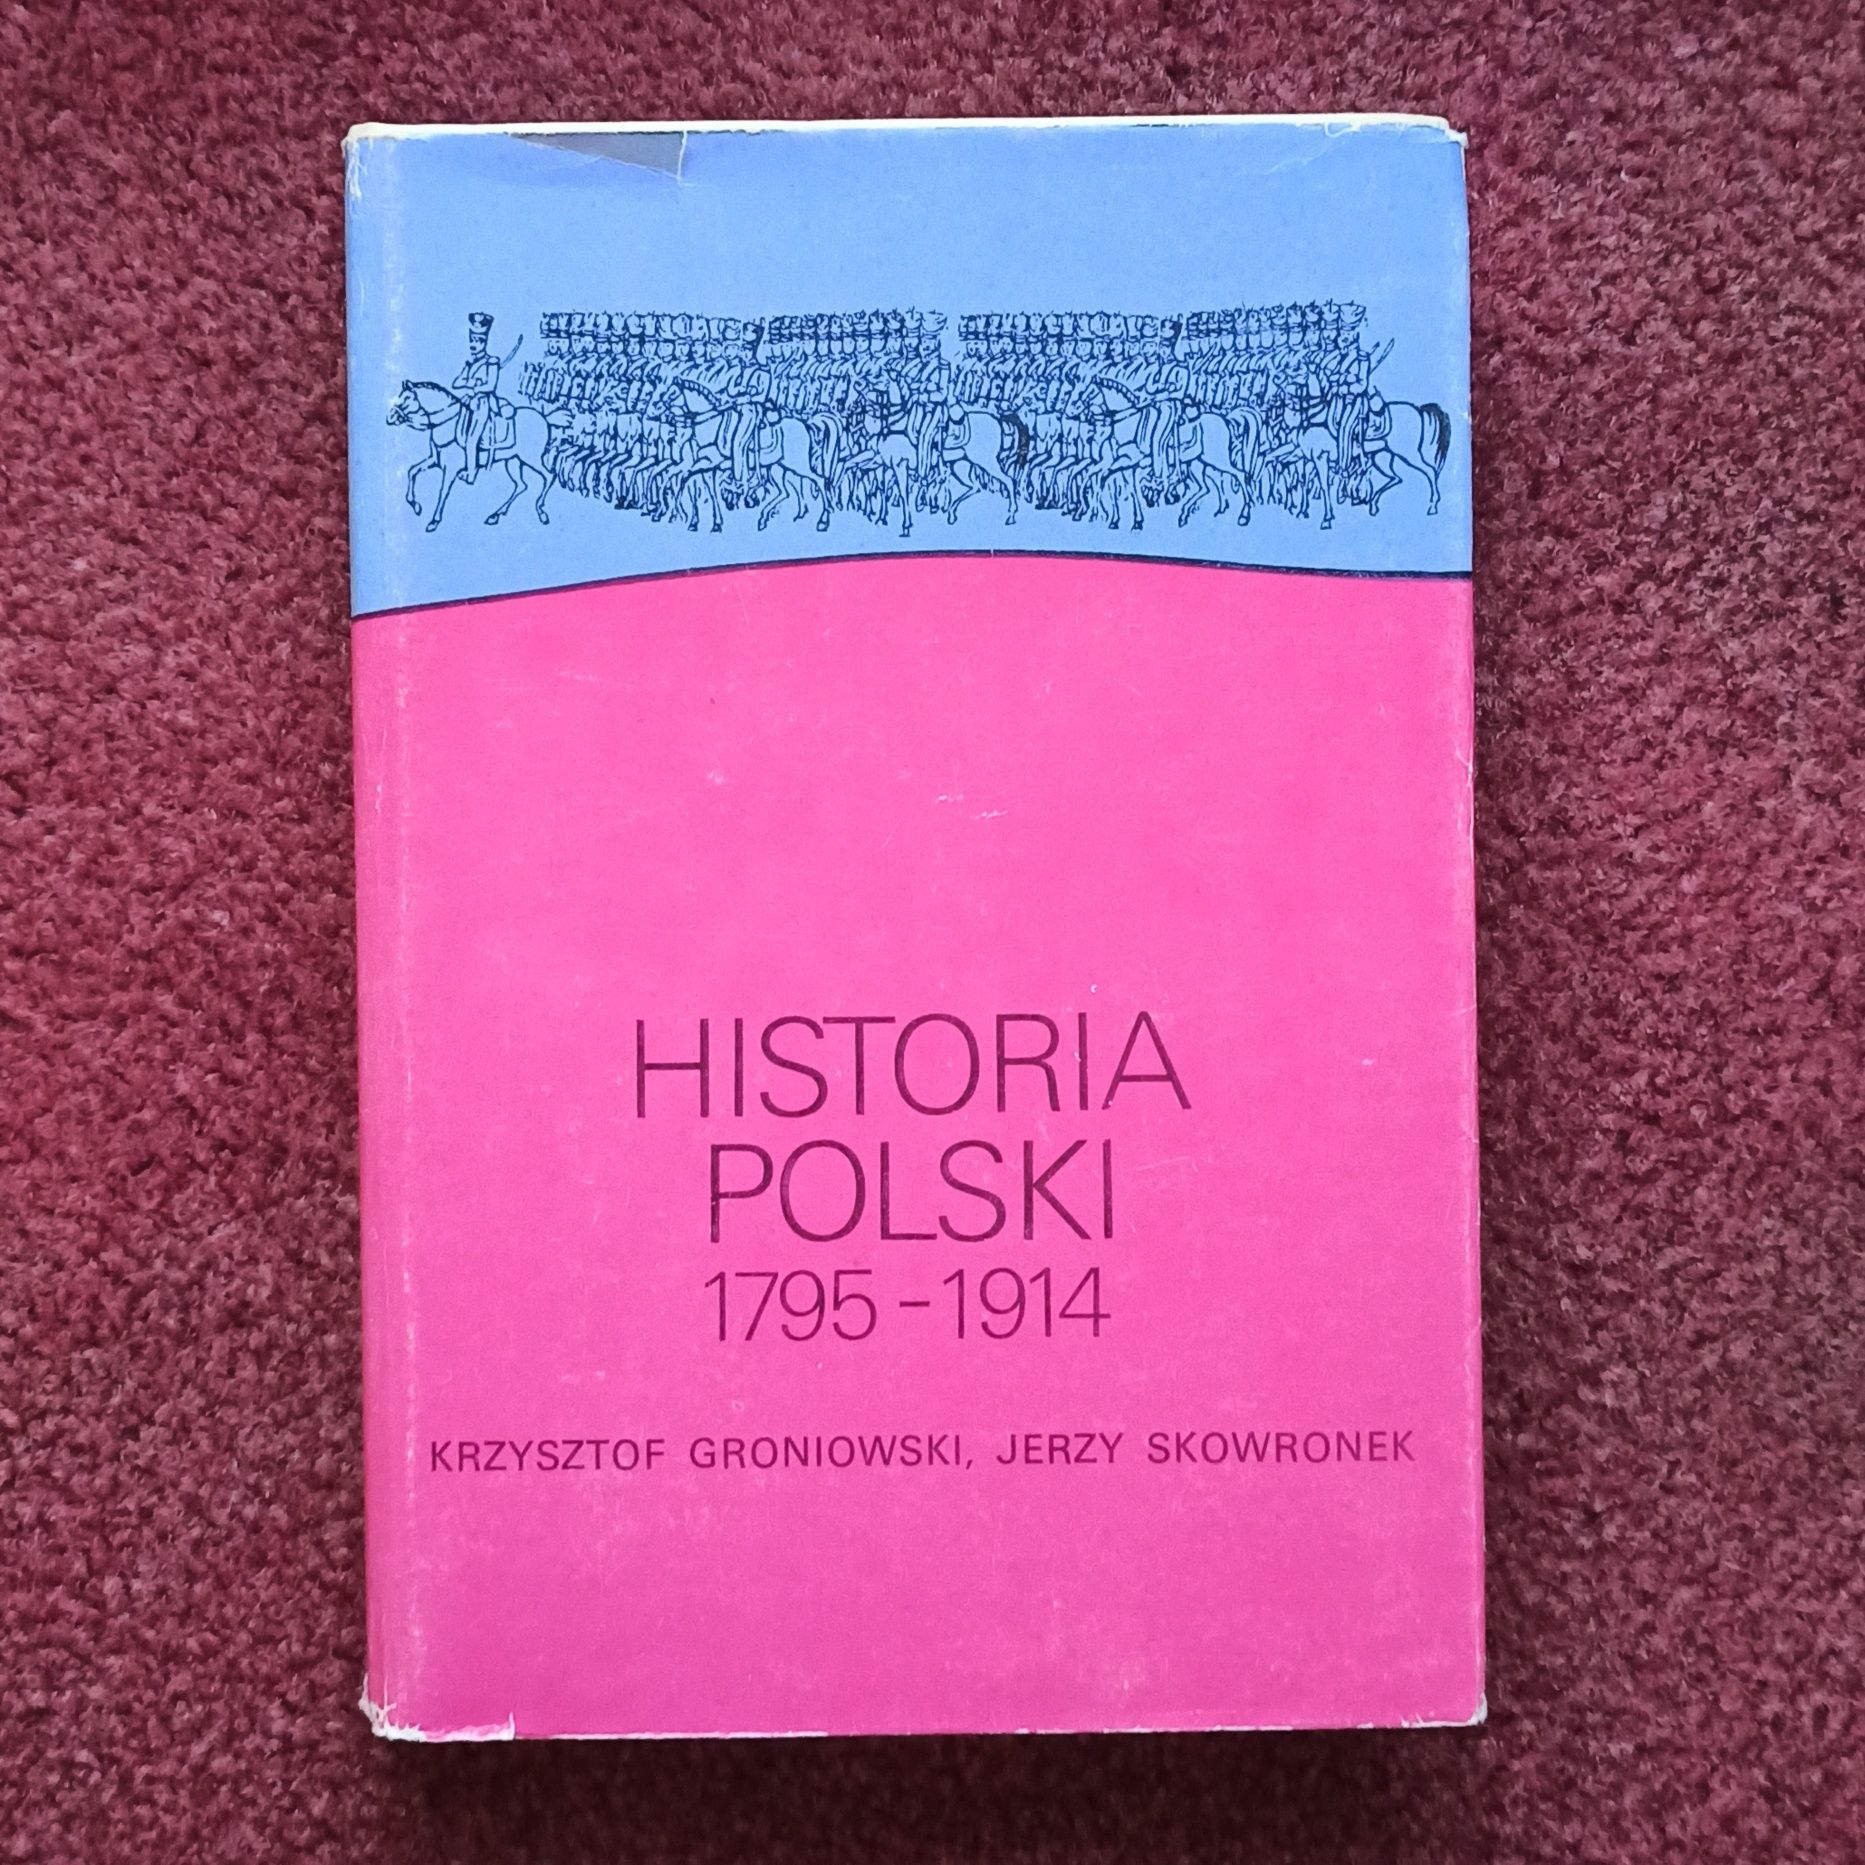 HISTORIA
POLSKI
1795-1914
KRZYSZTOF GRONIOWSKI, JERZY SKOWRONEK